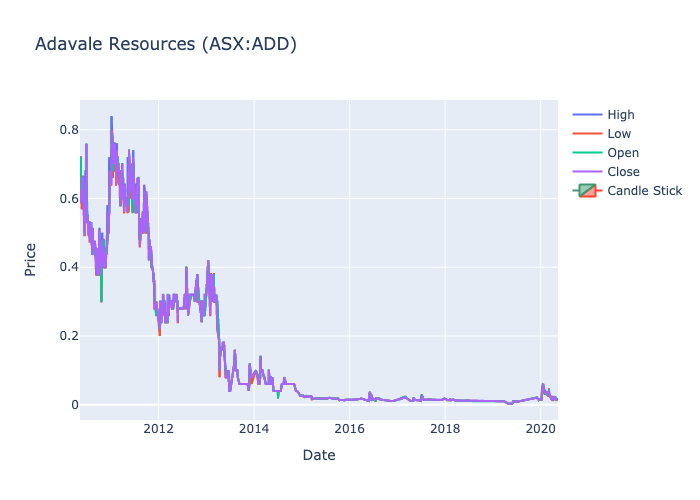 Adavale Resources (ASX:ADD)
High
Low
Open
Close
Candle Stick
0.8
0.6
0.4
0.2
0
Price
2012
2014
2016
2018
2020
Date